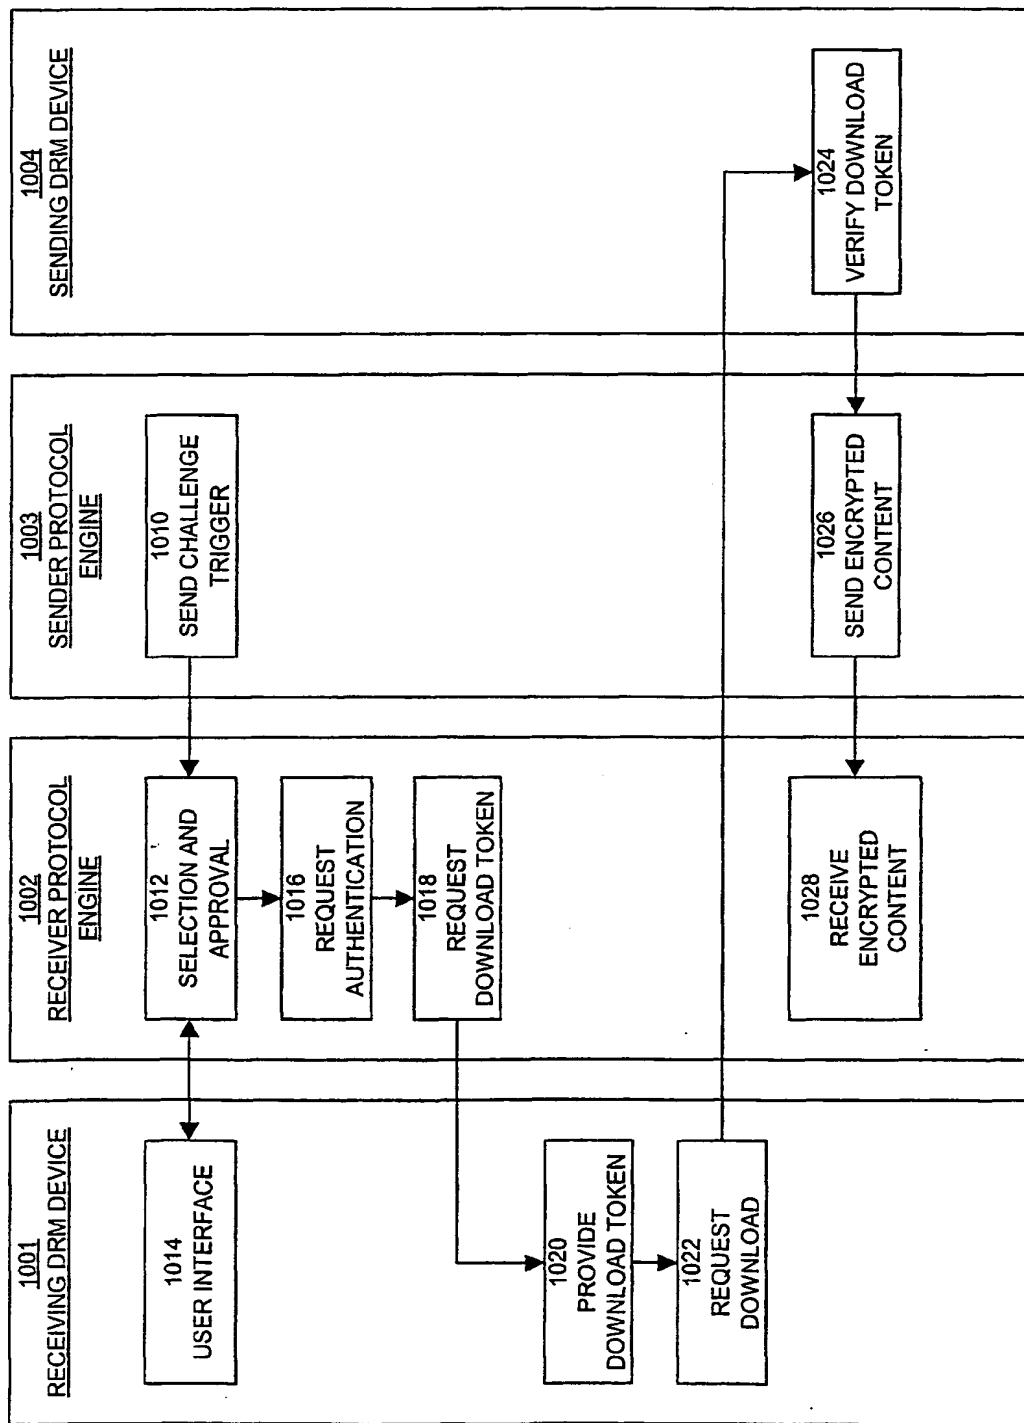 1001
RECEIVING DRM DEVICE
1014
USER INTERFACE
1020
PROVIDE
DOWNLOAD TOKEN
1022
REQUEST
DOWNLOAD
1002
RECEIVER PROTOCOL
ENGINE
1012
SELECTION AND
APPROVAL
1016
REQUEST
AUTHENTICATION
1018
REQUEST
DOWNLOAD TOKEN
1028
RECEIVE
ENCRYPTED
CONTENT
1003
SENDER PROTOCOL
ENGINE
1010
SEND CHALLENGE
TRIGGER
1026
SEND ENCRYPTED
CONTENT
1004
SENDING DRM DEVICE
1024
VERIFY DOWNLOAD
TOKEN